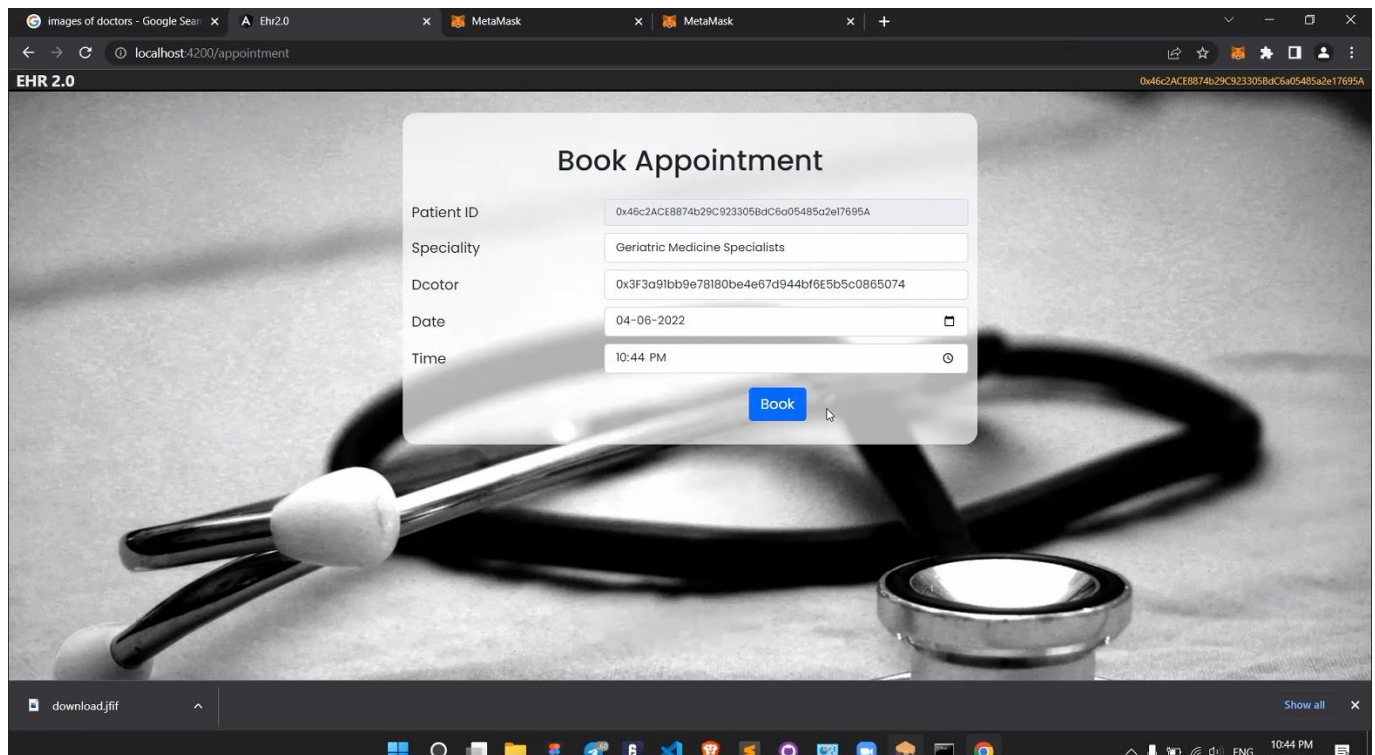 images of doctors - Google Sear
Ehr2.0
MetaMask
MetaMask
localhost:4200/appointment
EHR 2.0
0x46c2ACE8874b29C923305BdC6a05485a2e17695A
Book Appointment
Patient ID
0x46c2ACE8874b29C923305BdC6a05485a2e17695A
Speciality
Geriatric Medicine Specialists
Dcotor
0x3F3a91bb9e78180be4e67d944bf6E5b5c0865074
Date
04-06-2022
Time
10:44 PM
Book
download.jfif
Show all
ENG
10:44 PM